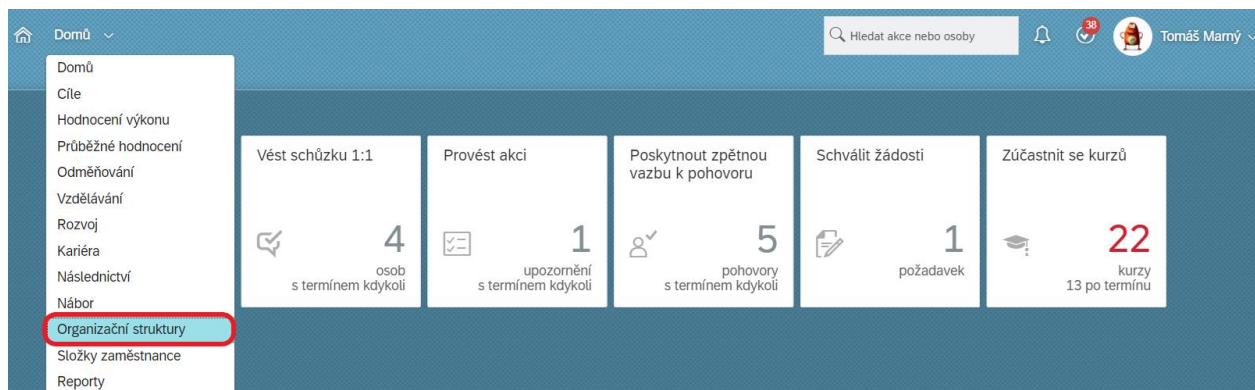 Domů
Hledat akce nebo osoby
38
Tomáš Marný
Domů
Cíle
Hodnocení výkonu
Průběžné hodnocení
Odměňování
Vzdělávání
Rozvoj
Kariéra
Následnictví
Nábor
Organizační struktury
Složky zaměstnance
Reporty
Vést schůzku 1:1
4
osob
s termínem kdykoli
Provést akci
1
upozornění
s termínem kdykoli
Poskytnout zpětnou
vazbu k pohovoru
5
pohovory
s termínem kdykoli
Schválit žádosti
1
požadavek
Zúčastnit se kurzů
22
kurzy
13 po termínu